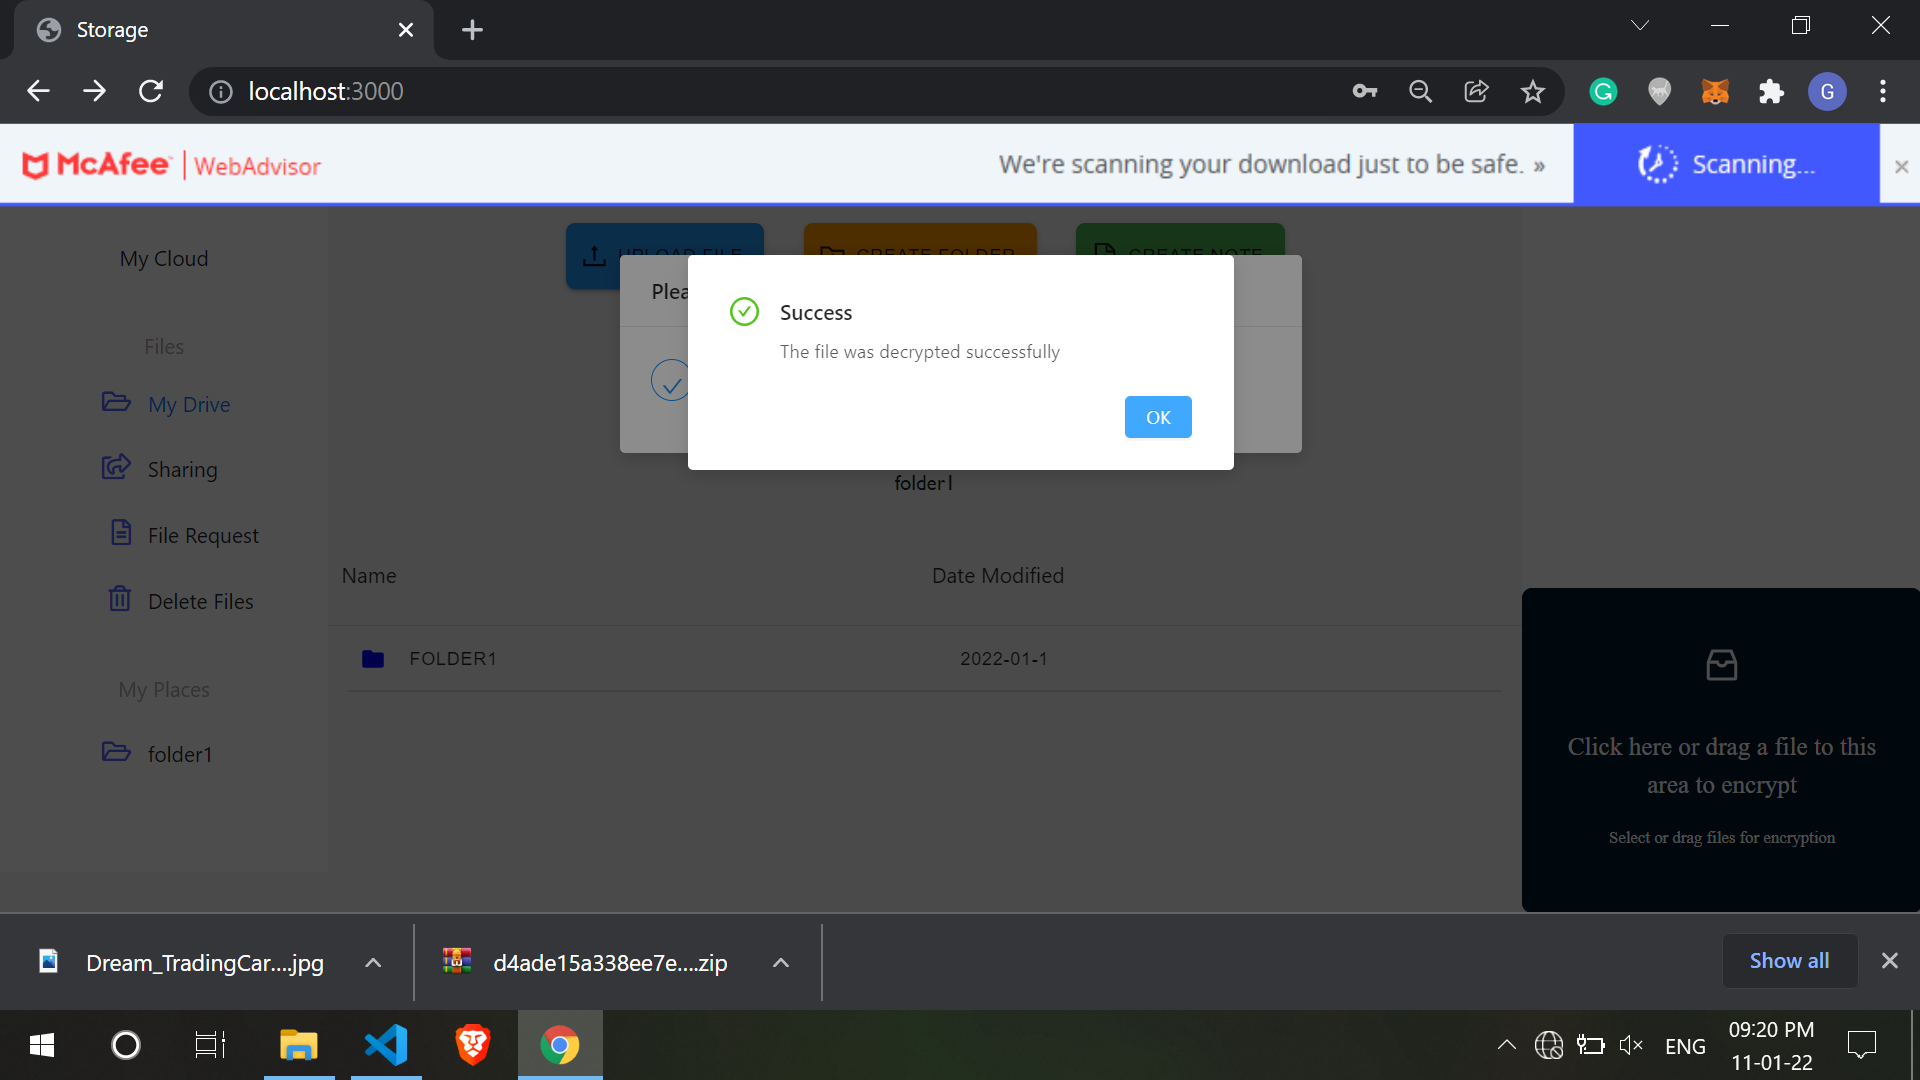 Storage
localhost:3000
McAfee | WebAdvisor
We're scanning your download just to be safe. »
Scanning...
My Cloud
UPLOAD FILE
CREATE FOLDER
CREATE NOTE
Success
The file was decrypted successfully
OK
Files
My Drive
Sharing
File Request
Delete Files
My Places
folder1
folder1
Name
Date Modified
FOLDER1
2022-01-1
Click here or drag a file to this
area to encrypt
Select or drag files for encryption
Dream_TradingCar....jpg
d4ade15a338ee7e....zip
Show all
ENG
09:20 PM
11-01-22